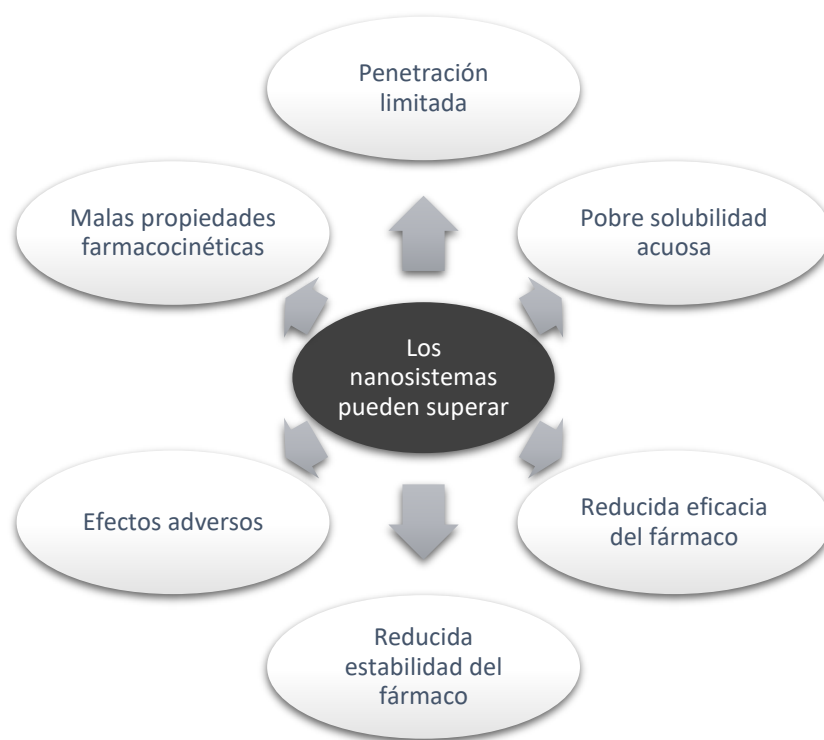 Penetración
limitada
Malas propiedades
farmacocinéticas
Pobre solubilidad
acuosa
Los
nanosistemas
pueden superar
Efectos adversos
Reducida eficacia
del fármaco
Reducida
estabilidad del
fármaco